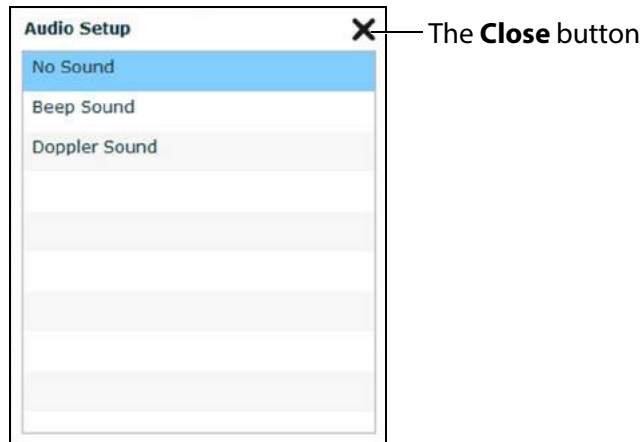 Audio Setup
The Close button
No Sound
Beep Sound
Doppler Sound